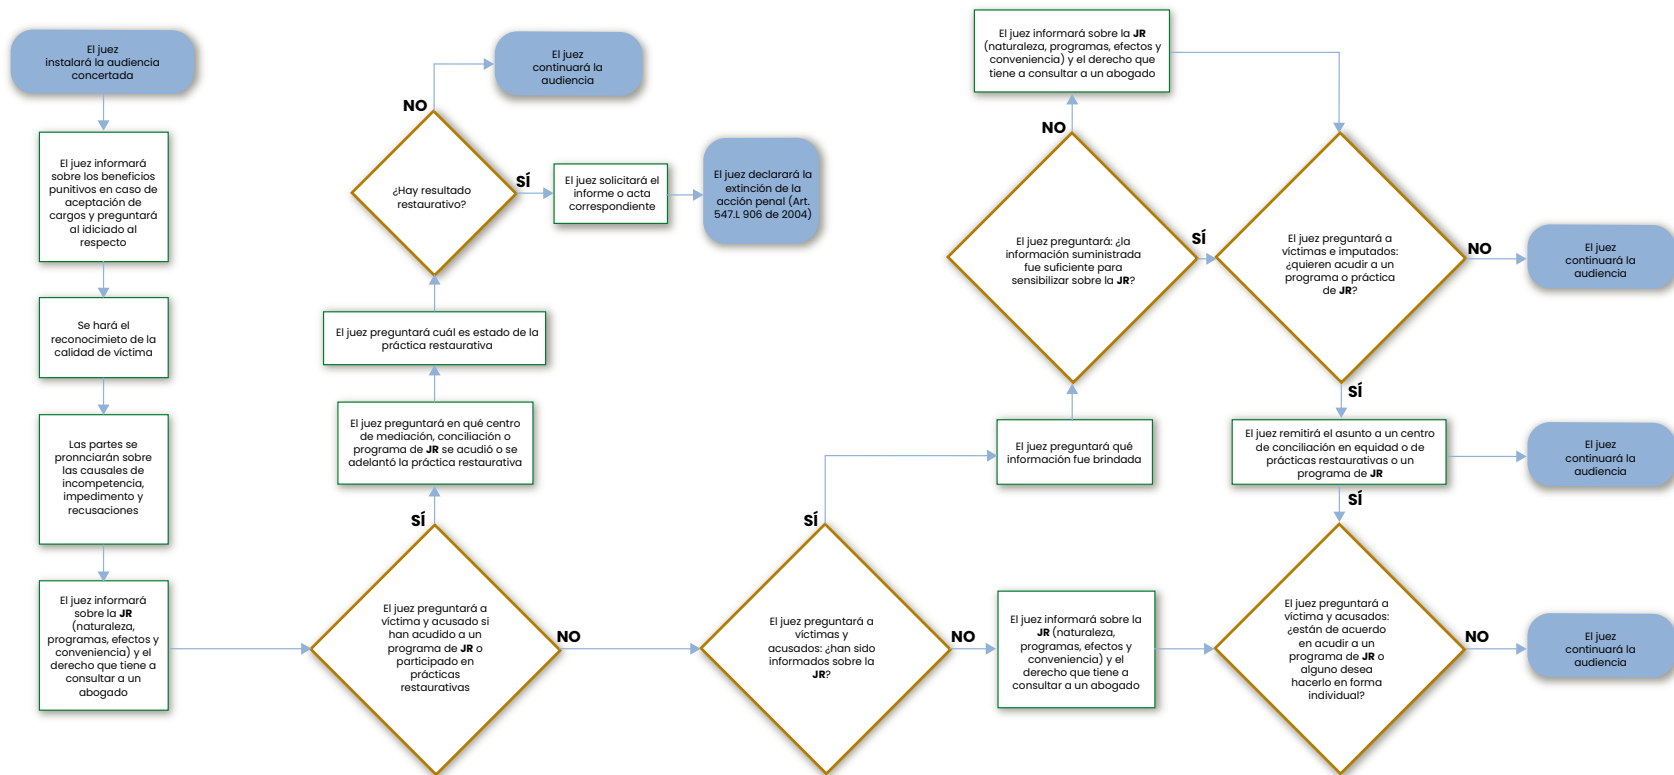 El juez
instalará la audiencia
concertada
El juez informará
sobre los beneficios
punitivos en caso de
aceptación de
cargos y preguntará
al idiciado al
respecto
Se hará el
reconocimieto de la
calidad de víctima
Las partes se
pronnciarán sobre
las causales de
incompetencia,
impedimento y
recusaciones
El juez informará
sobre la JR
(naturaleza,
programas, efectos y
conveniencia) y el
derecho que tiene a
consultar a un
abogado
El juez preguntará a
víctima y acusado si
han acudido a un
programa de JR o
participado en
prácticas
restaurativas
SÍ
NO
El juez preguntará en qué centro
de mediación, conciliación o
programa de JR se acudió o se
adelantó la práctica restaurativa
El juez preguntará cuál es estado de la
práctica restaurativa
¿Hay resultado
restaurativo?
NO
SÍ
El juez
continuará la
audiencia
El juez solicitará el
informe o acta
correspondiente
El juez declarará la
extinción de la
acción penal (Art.
547.L 906 de 2004)
El juez preguntará a
víctimas y
acusados: ¿han sido
informados sobre la
JR?
SÍ
NO
El juez preguntará qué
información fue brindada
El juez preguntará: ¿la
información suministrada
fue suficiente para
sensibilizar sobre la JR?
NO
SÍ
El juez informará sobre la JR
(naturaleza, programas, efectos y
conveniencia) y el derecho que
tiene a consultar a un abogado
El juez preguntará a
víctimas e imputados:
¿quieren acudir a un
programa o práctica
de JR?
NO
El juez
continuará la
audiencia
SÍ
El juez remitirá el asunto a un centro
de conciliación en equidad o de
prácticas restaurativas o un
programa de JR
El juez
continuará la
audiencia
SÍ
El juez informará sobre la
JR (naturaleza,
programas, efectos y
conveniencia) y el
derecho que tiene a
consultar a un abogado
El juez preguntará a
víctima y acusados:
¿están de acuerdo
en acudir a un
programa de JR o
alguno desea
hacerlo en forma
individual?
NO
El juez
continuará la
audiencia